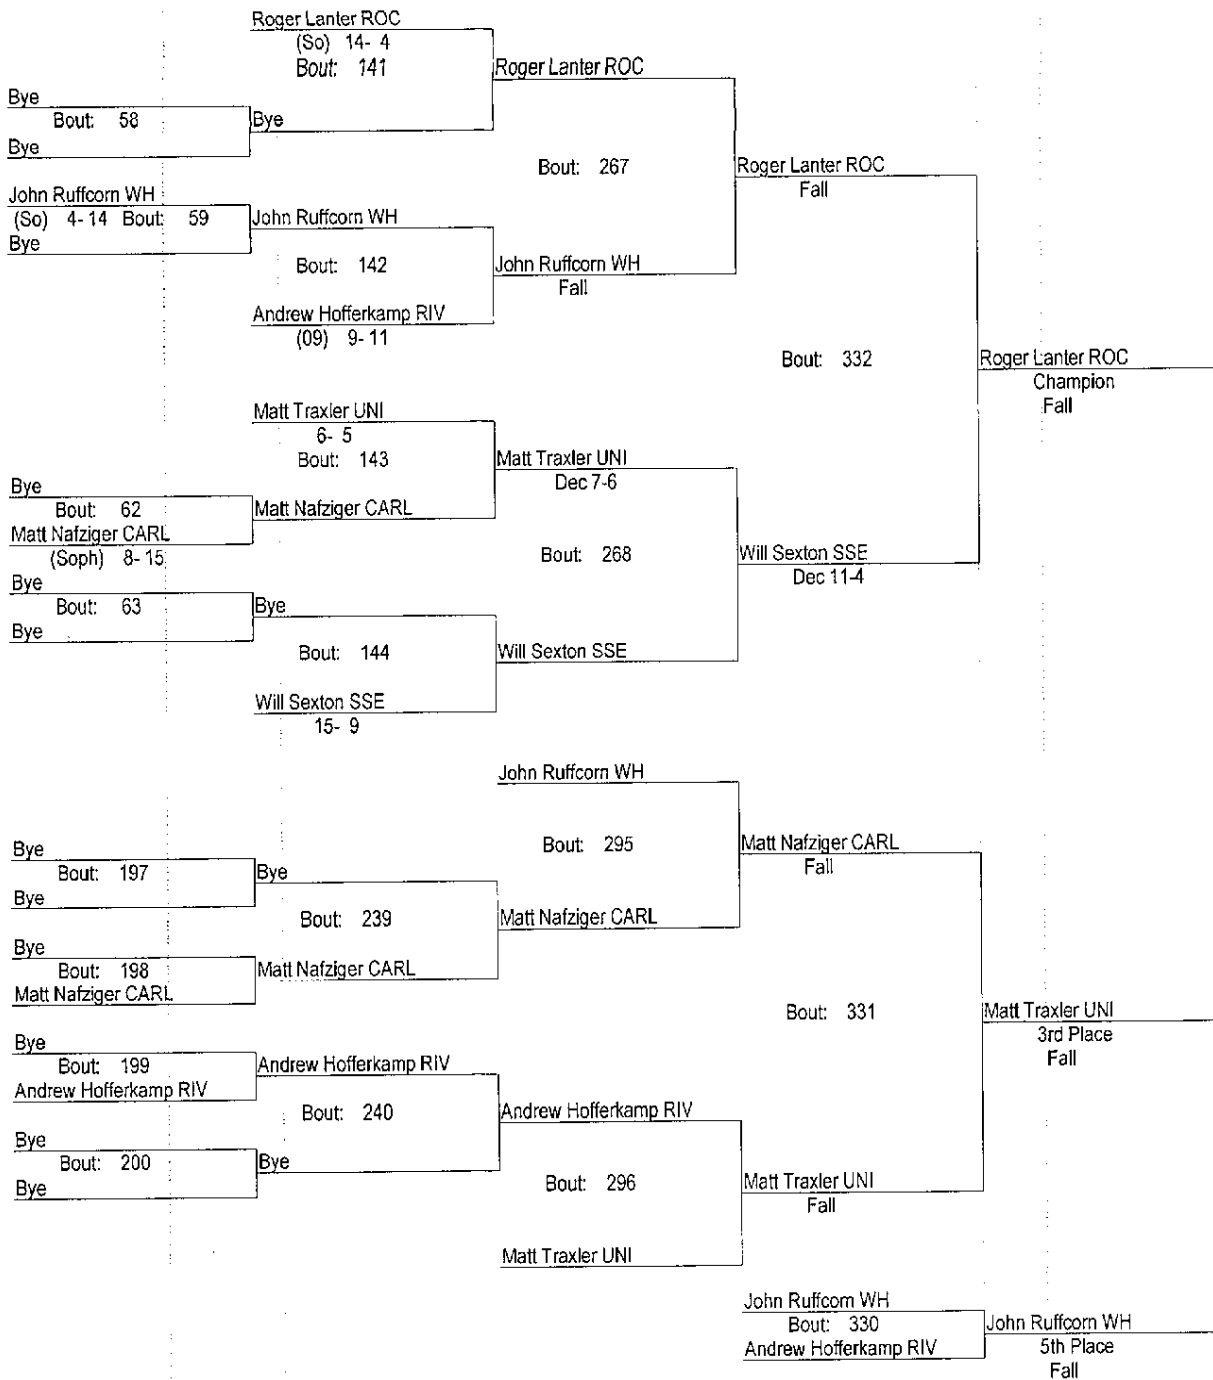 Roger Lanter ROC
(So) 14- 4
Bout: 141
Roger Lanter ROC
Bye
Bout: 58
Bye
Bye
Bout: 267
Roger Lanter ROC
Fall
John Ruffcorn WH
(So) 4- 14 Bout: 59
Bye
John Ruffcorn WH
Bout: 142
John Ruffcorn WH
Fall
Andrew Hofferkamp RIV
(09) 9- 11
Bout: 332
Roger Lanter ROC
Champion
Fall
Matt Traxler UNI
6- 5
Bout: 143
Matt Traxler UNI
Dec 7-6
Bye
Bout: 62
Matt Nafziger CARL
Matt Nafziger CARL
(Soph) 8- 15
Bout: 268
Will Sexton SSE
Dec 11-4
Bye
Bout: 63
Bye
Bye
Bout: 144
Will Sexton SSE
Will Sexton SSE
15- 9
John Ruffcorn WH
Bout: 295
Matt Nafziger CARL
Fall
Bye
Bout: 197
Bye
Bye
Bout: 239
Matt Nafziger CARL
Bye
Bout: 198
Matt Nafziger CARL
Matt Nafziger CARL
Bout: 331
Matt Traxler UNI
3rd Place
Fall
Bye
Bout: 199
Andrew Hofferkamp RIV
Andrew Hofferkamp RIV
Bout: 240
Andrew Hofferkamp RIV
Bye
Bout: 200
Bye
Bye
Bout: 296
Matt Traxler UNI
Fall
Matt Traxler UNI
John Ruffcorn WH
Bout: 330
Andrew Hofferkamp RIV
John Ruffcorn WH
5th Place
Fall